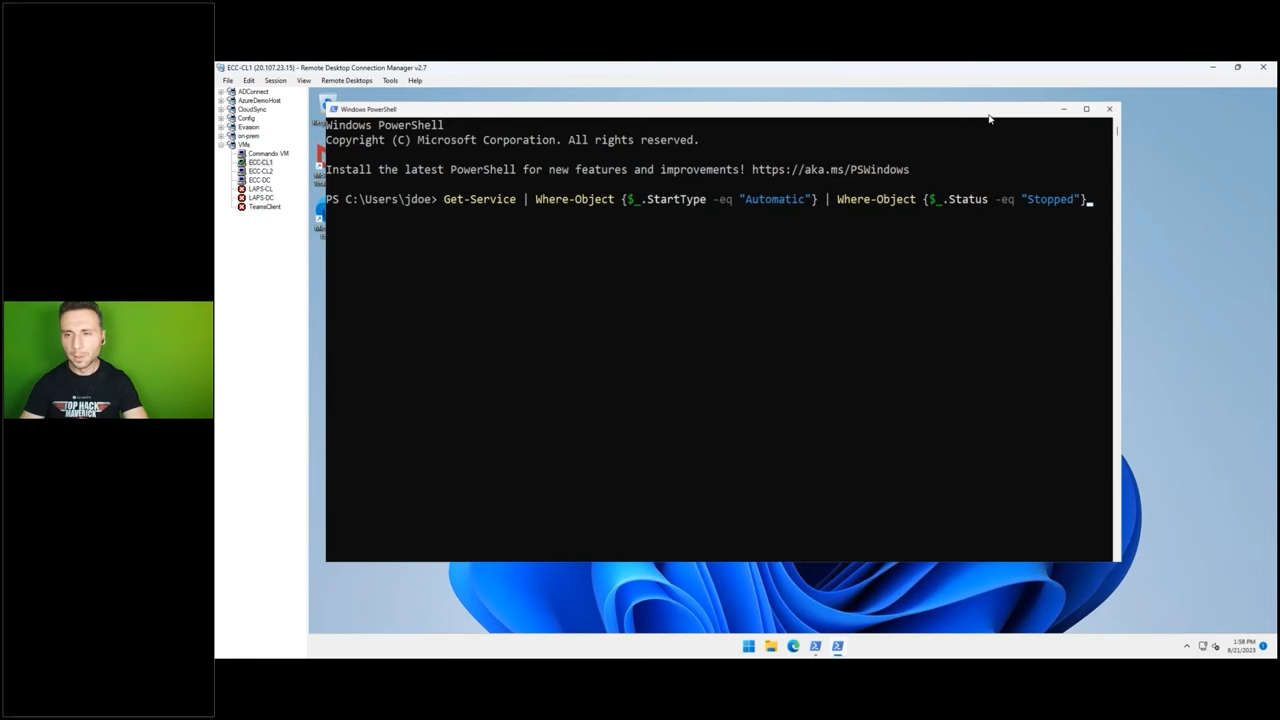 ECC-CL1 (20.107.23.15) - Remote Desktop Connection Manager v2.7
File Edit Session View Remote Desktops Tools Help
ADConnect
AzureDemoHost
CloudSync
Config
Evasion
on-prem
VMs
Commando VM
ECC-CL1
ECC-CL2
ECC-DC
LAPS-CL
LAPS-DC
TeamsClient
Windows PowerShell
Windows PowerShell
Copyright (C) Microsoft Corporation. All rights reserved.
Install the latest PowerShell for new features and improvements! https://aka.ms/PSWindows
PS C:\Users\jdoe> Get-Service | Where-Object {$_.StartType -eq "Automatic"} | Where-Object {$_.Status -eq "Stopped"}
TOP HACK
MAVERICK
1:58 PM
8/21/2023